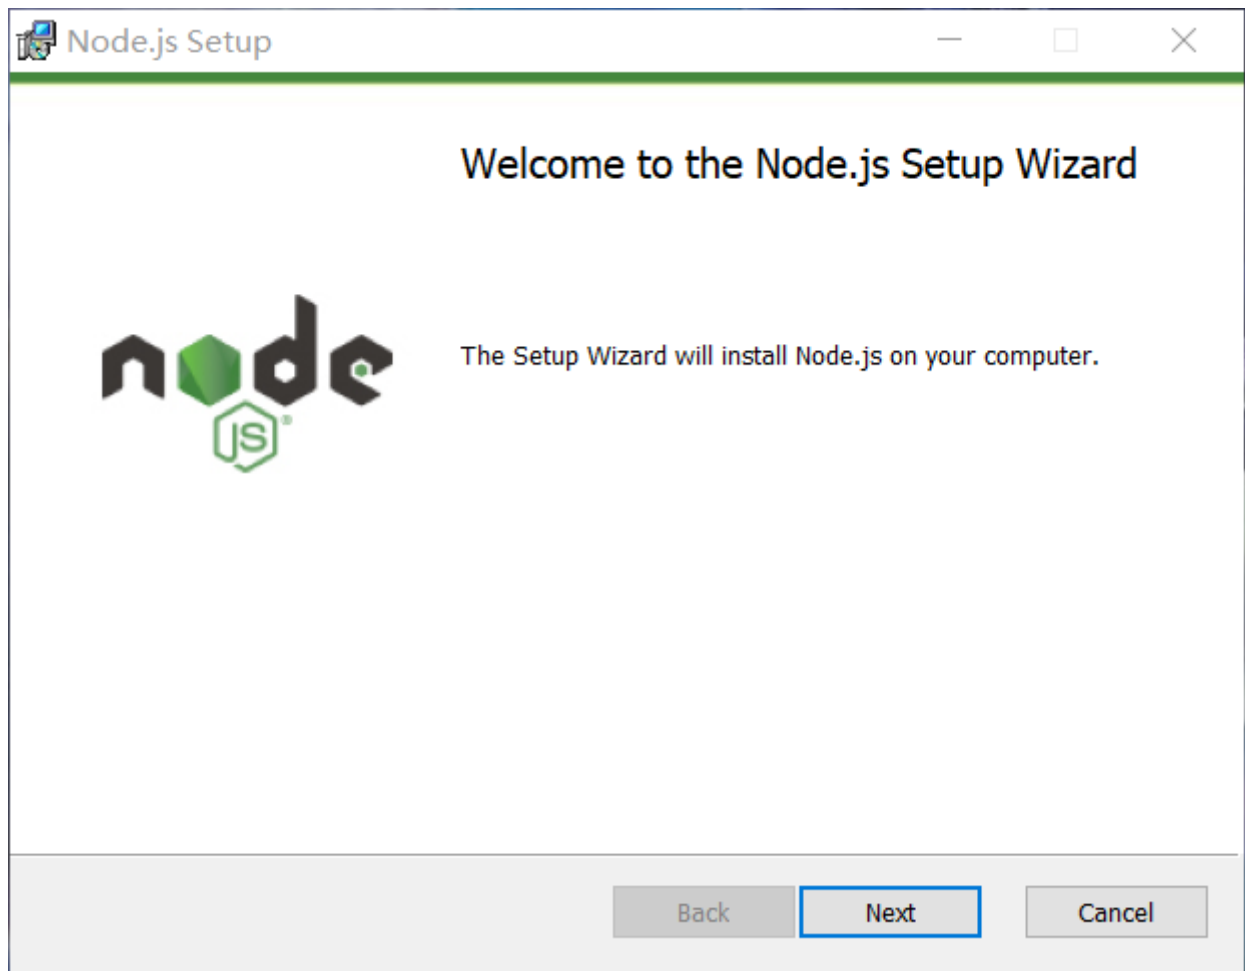 Node.js Setup
Welcome to the Node.js Setup Wizard
The Setup Wizard will install Node.js on your computer.
node
JS®
Back
Next
Cancel